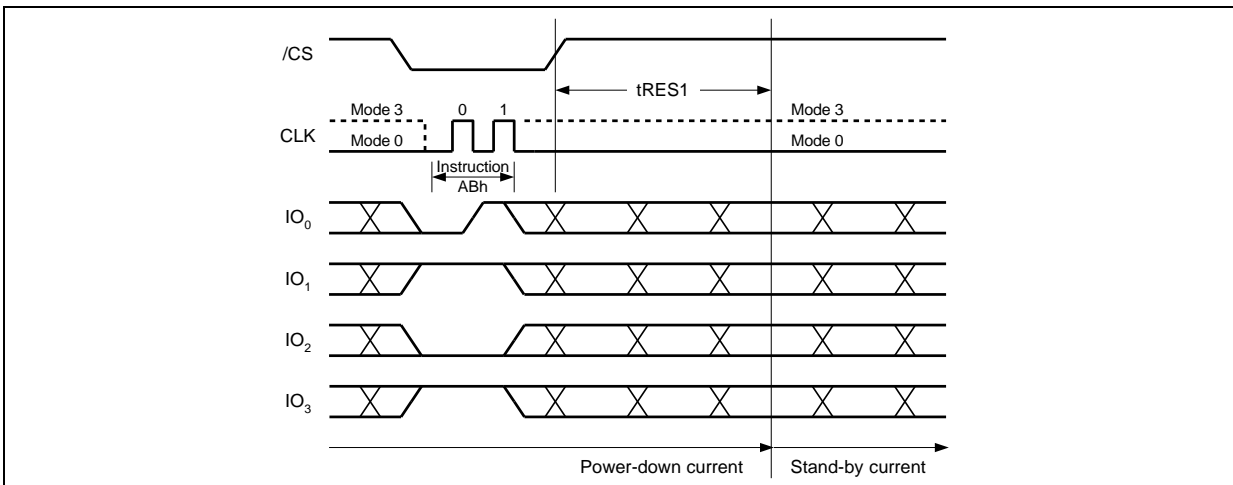 /CS
tRES1
Mode 3 0 1 Mode 3
CLK
Mode 0 Mode 0
Instruction
ABh
IO0
IO1
IO2
IO3
Power-down current Stand-by current